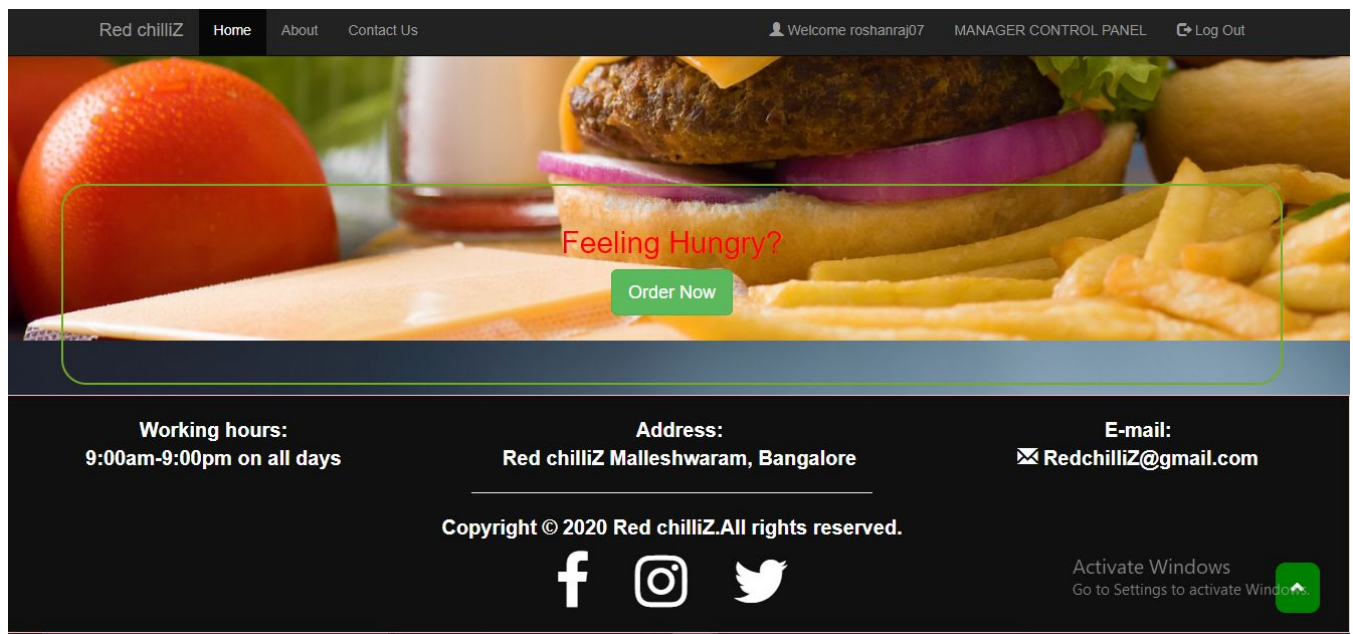 Red chilliZ Home About Contact Us Welcome roshanraj07 MANAGER CONTROL PANEL Log Out
Feeling Hungry?
Order Now
Working hours:
9:00am-9:00pm on all days
Address:
Red chilliZ Malleshwaram, Bangalore
E-mail:
RedchilliZ@gmail.com
Copyright © 2020 Red chilliZ.All rights reserved.
Activate Windows
Go to Settings to activate Windows.